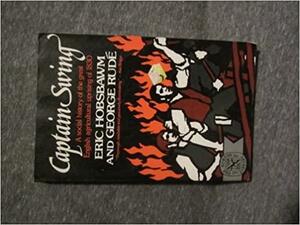 Captain Swing
A social history of the great
English agricultural uprising of 1830
ERIC HOBSBAWM
AND GEORGE RUDÉ